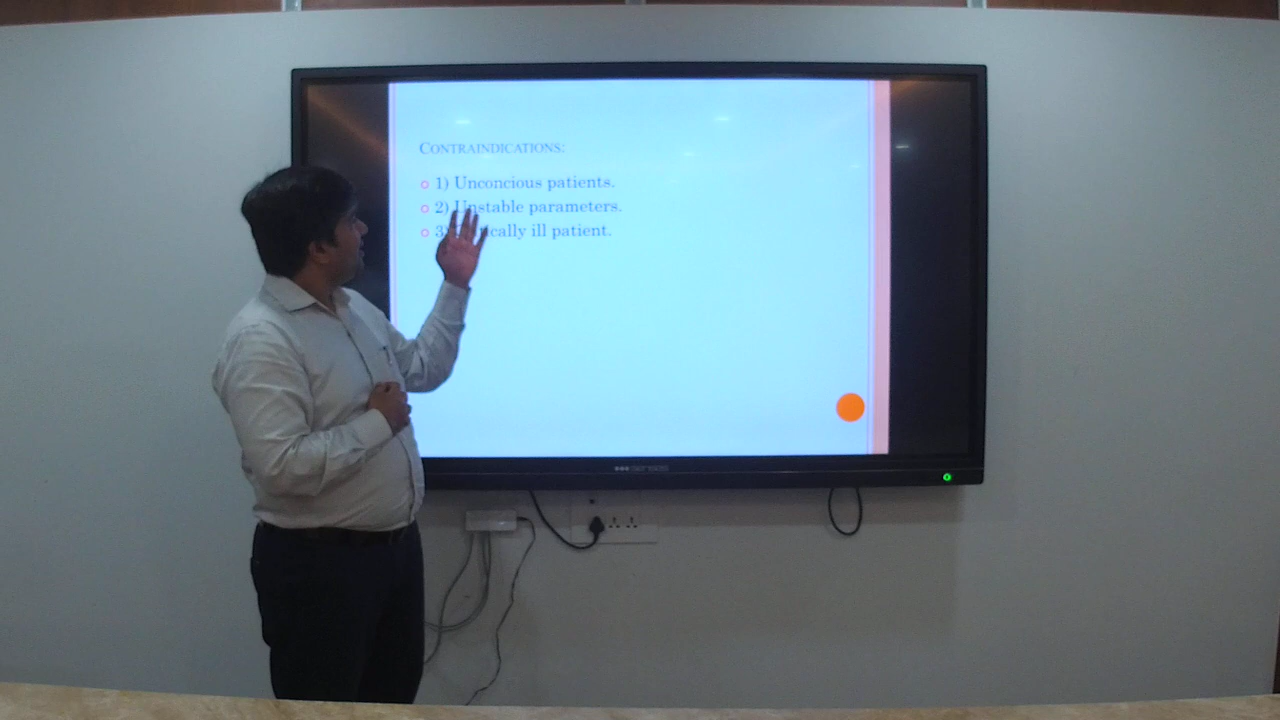 CONTRAINDICATIONS:
1) Unconcious patients.
2) Unstable parameters.
ill patient.